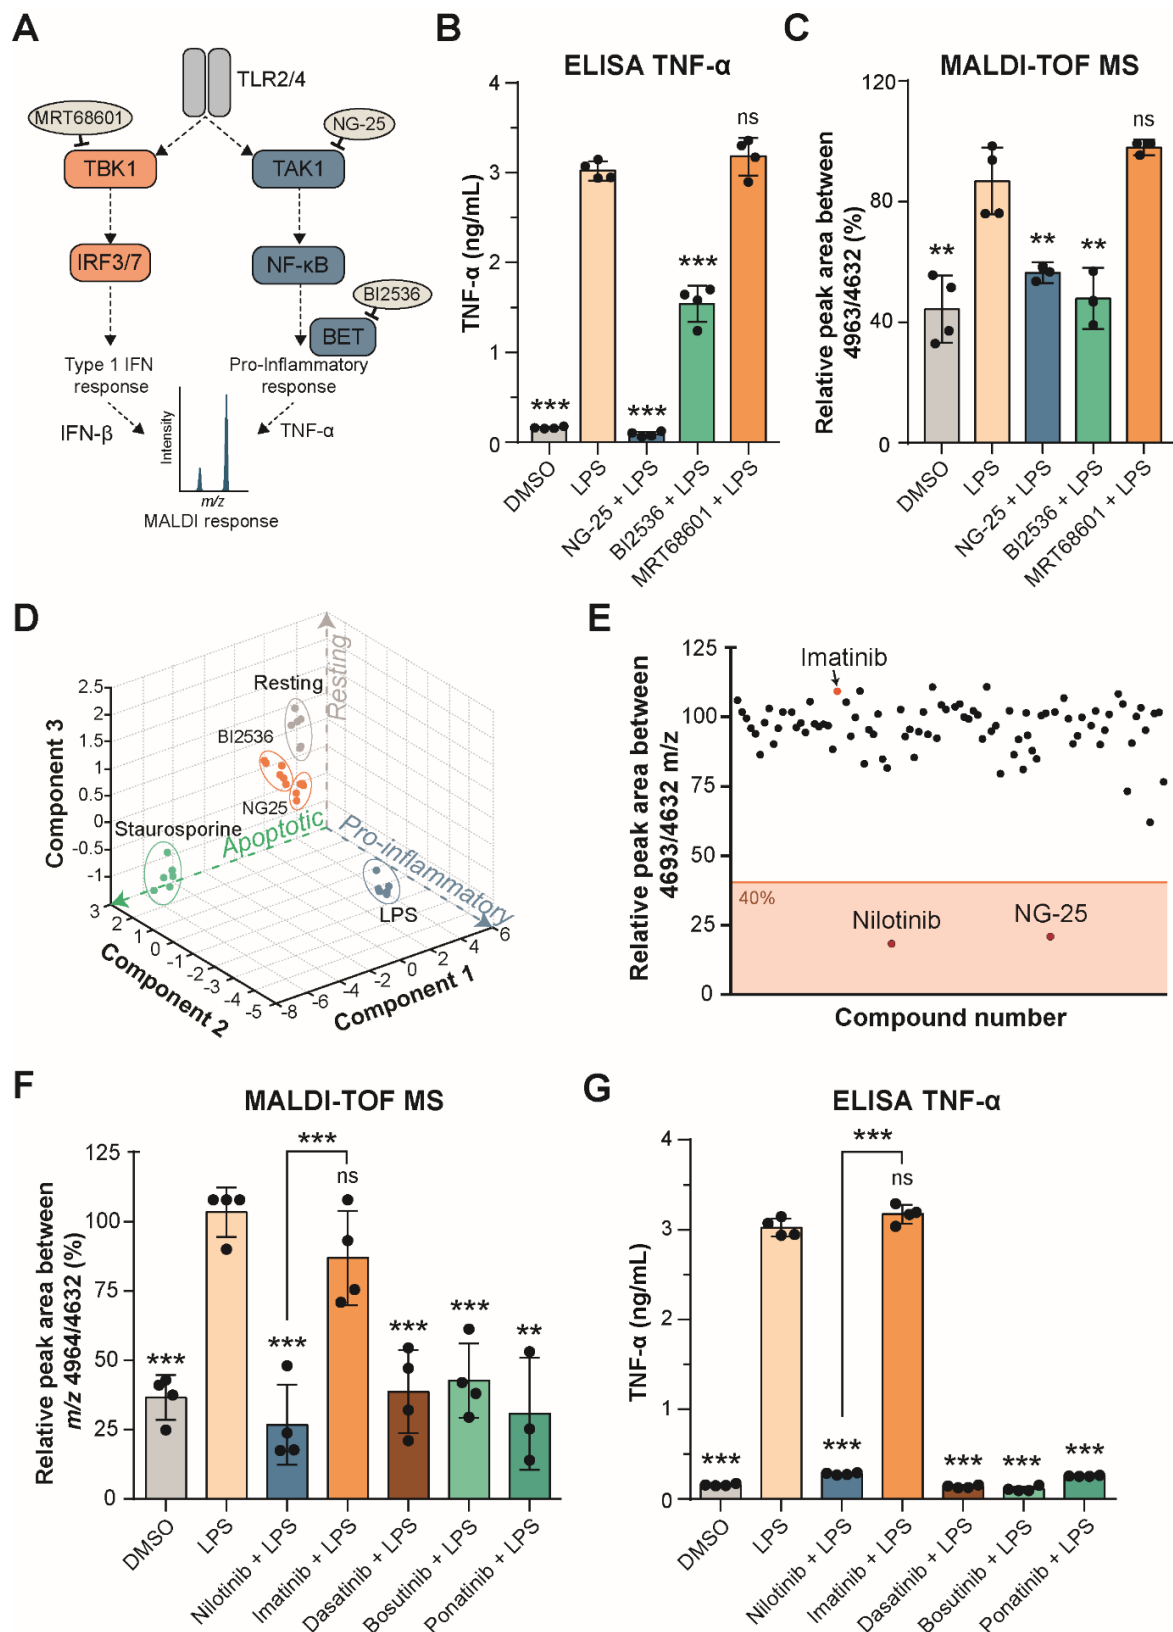 A
TLR2/4
MRT68601
NG-25
TBK1
TAK1
IRF3/7
NF-κB
BI2536
BET
Type 1 IFN
response
Pro-Inflammatory
response
IFN-β
TNF-α
Intensity
m/z
MALDI response
B
ELISA TNF-α
TNF-α (ng/mL)
4
3
2
1
0
***
***
***
ns
DMSO
LPS
NG-25 + LPS
BI2536 + LPS
MRT68601 + LPS
C
MALDI-TOF MS
Relative peak area between
4963/4632 (%)
120
80
40
0
**
**
**
ns
DMSO
LPS
NG-25 + LPS
BI2536 + LPS
MRT68601 + LPS
D
Component 3
2.5
2
1.5
1
0.5
0
-0.5
-1
3
2
1
0
-1
-2
-3
-4
-5
Component 2
-8
-6
-4
-2
0
2
4
6
Component 1
Resting
Resting
BI2536
NG25
Staurosporine
Apoptotic
Pro-inflammatory
LPS
E
Relative peak area between
4693/4632 m/z
125
100
75
50
25
0
Imatinib
40%
Nilotinib
NG-25
Compound number
F
MALDI-TOF MS
Relative peak area between
m/z 4964/4632 (%)
125
100
75
50
25
0
***
***
***
ns
***
***
**
DMSO
LPS
Nilotinib + LPS
Imatinib + LPS
Dasatinib + LPS
Bosutinib + LPS
Ponatinib + LPS
G
ELISA TNF-α
TNF-α (ng/mL)
4
3
2
1
0
***
***
***
ns
***
***
***
DMSO
LPS
Nilotinib + LPS
Imatinib + LPS
Dasatinib + LPS
Bosutinib + LPS
Ponatinib + LPS